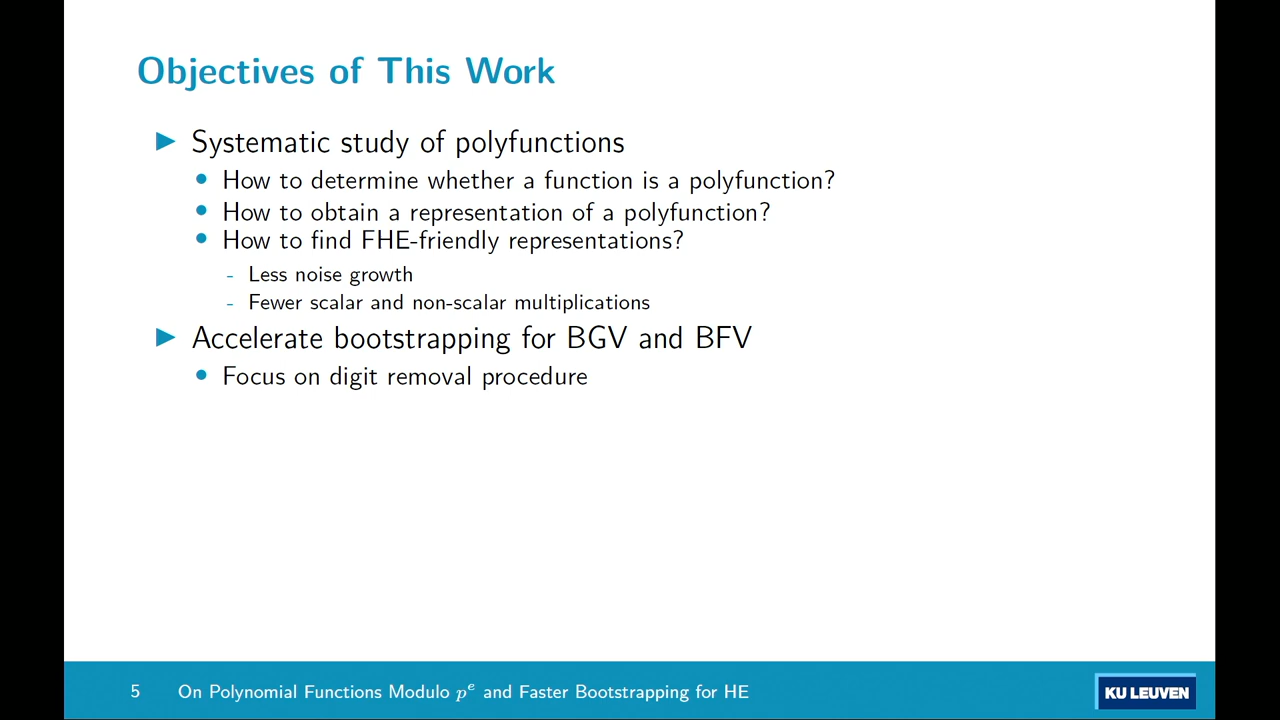 Objectives of This Work
▶ Systematic study of polyfunctions
• How to determine whether a function is a polyfunction?
• How to obtain a representation of a polyfunction?
• How to find FHE-friendly representations?
- Less noise growth
- Fewer scalar and non-scalar multiplications
▶ Accelerate bootstrapping for BGV and BFV
• Focus on digit removal procedure
5 On Polynomial Functions Modulo pᵉ and Faster Bootstrapping for HE
KU LEUVEN